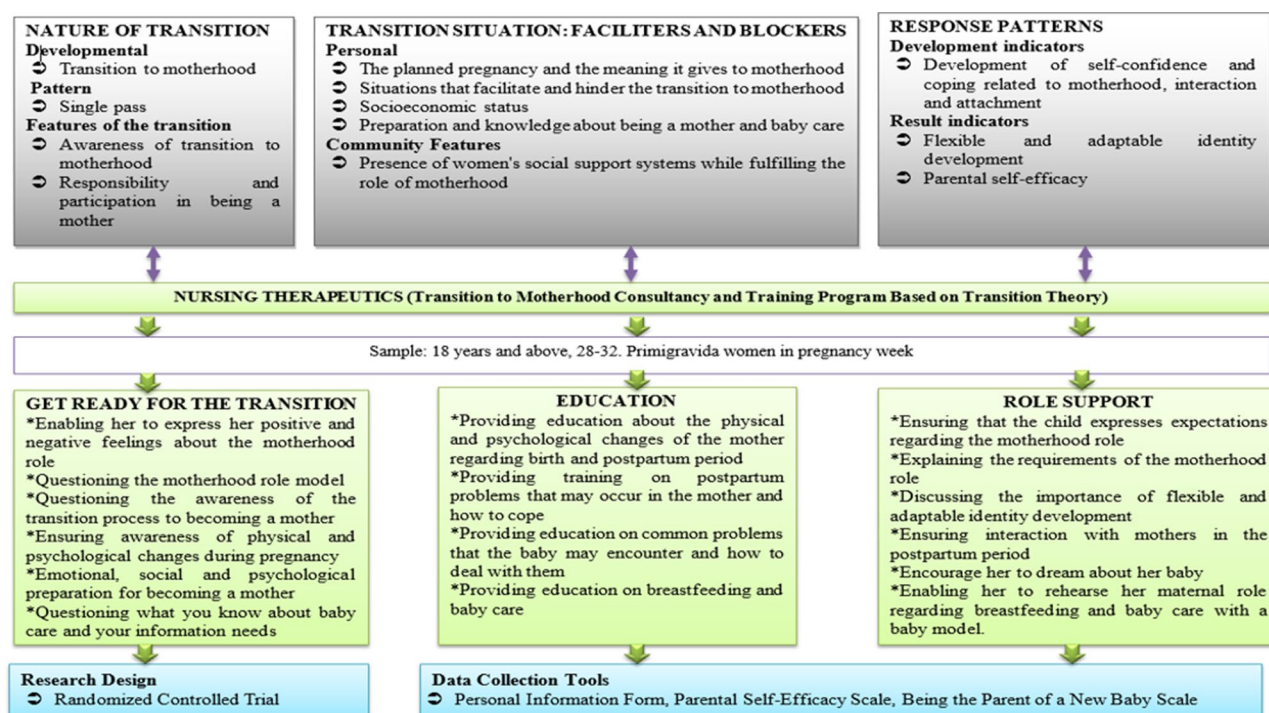 NATURE OF TRANSITION
Developmental
➲ Transition to motherhood
Pattern
➲ Single pass
Features of the transition
➲ Awareness of transition to
motherhood
➲ Responsibility and
participation in being a
mother
TRANSITION SITUATION: FACILITERS AND BLOCKERS
Personal
➲ The planned pregnancy and the meaning it gives to motherhood
➲ Situations that facilitate and hinder the transition to motherhood
➲ Socioeconomic status
➲ Preparation and knowledge about being a mother and baby care
Community Features
➲ Presence of women's social support systems while fulfilling the
role of motherhood
RESPONSE PATTERNS
Development indicators
➲ Development of self-confidence and
coping related to motherhood, interaction
and attachment
Result indicators
➲ Flexible and adaptable identity
development
➲ Parental self-efficacy
NURSING THERAPEUTICS (Transition to Motherhood Consultancy and Training Program Based on Transition Theory)
Sample: 18 years and above, 28-32. Primigravida women in pregnancy week
GET READY FOR THE TRANSITION
*Enabling her to express her positive and
negative feelings about the motherhood
role
*Questioning the motherhood role model
*Questioning the awareness of the
transition process to becoming a mother
*Ensuring awareness of physical and
psychological changes during pregnancy
*Emotional, social and psychological
preparation for becoming a mother
*Questioning what you know about baby
care and your information needs
EDUCATION
*Providing education about the physical
and psychological changes of the mother
regarding birth and postpartum period
*Providing training on postpartum
problems that may occur in the mother and
how to cope
*Providing education on common problems
that the baby may encounter and how to
deal with them
*Providing education on breastfeeding and
baby care
ROLE SUPPORT
*Ensuring that the child expresses expectations
regarding the motherhood role
*Explaining the requirements of the motherhood
role
*Discussing the importance of flexible and
adaptable identity development
*Ensuring interaction with mothers in the
postpartum period
*Encourage her to dream about her baby
*Enabling her to rehearse her maternal role
regarding breastfeeding and baby care with a
baby model.
Research Design
➲ Randomized Controlled Trial
Data Collection Tools
➲ Personal Information Form, Parental Self-Efficacy Scale, Being the Parent of a New Baby Scale